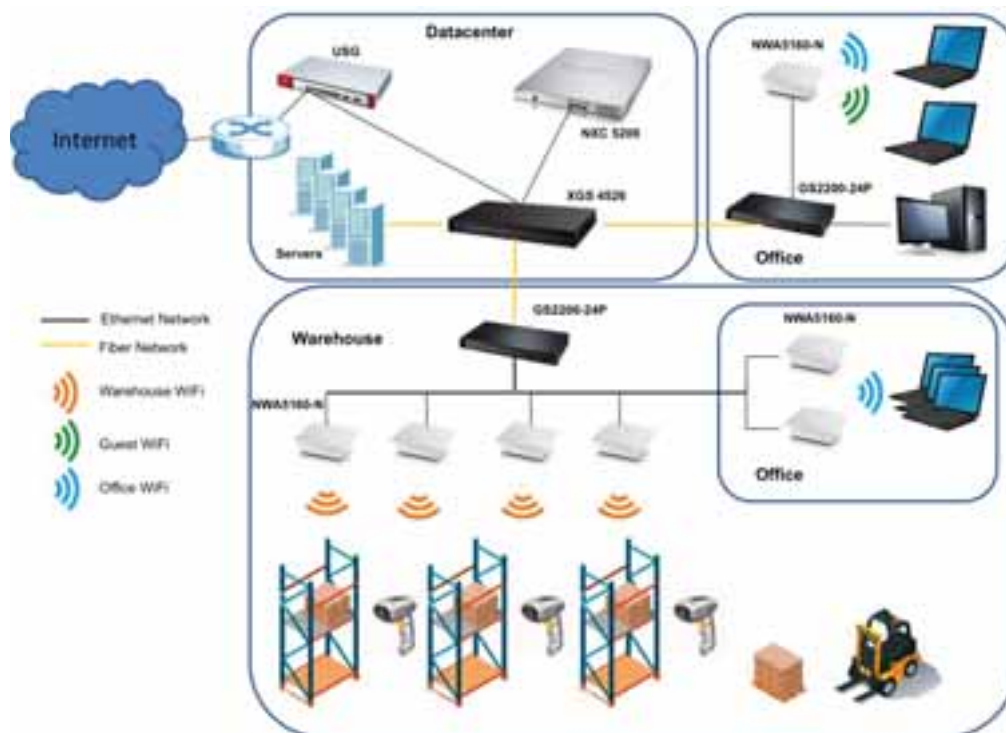 Datacenter
USG
NWA5160-N
Internet
NXC 5200
XGS 4526
GS2200-24P
Servers
Office
GS2200-24P
Ethernet Network
Warehouse
NWA5160-N
Fiber Network
Warehouse WiFi
NWA5160-N
Guest WiFi
Office WiFi
Office